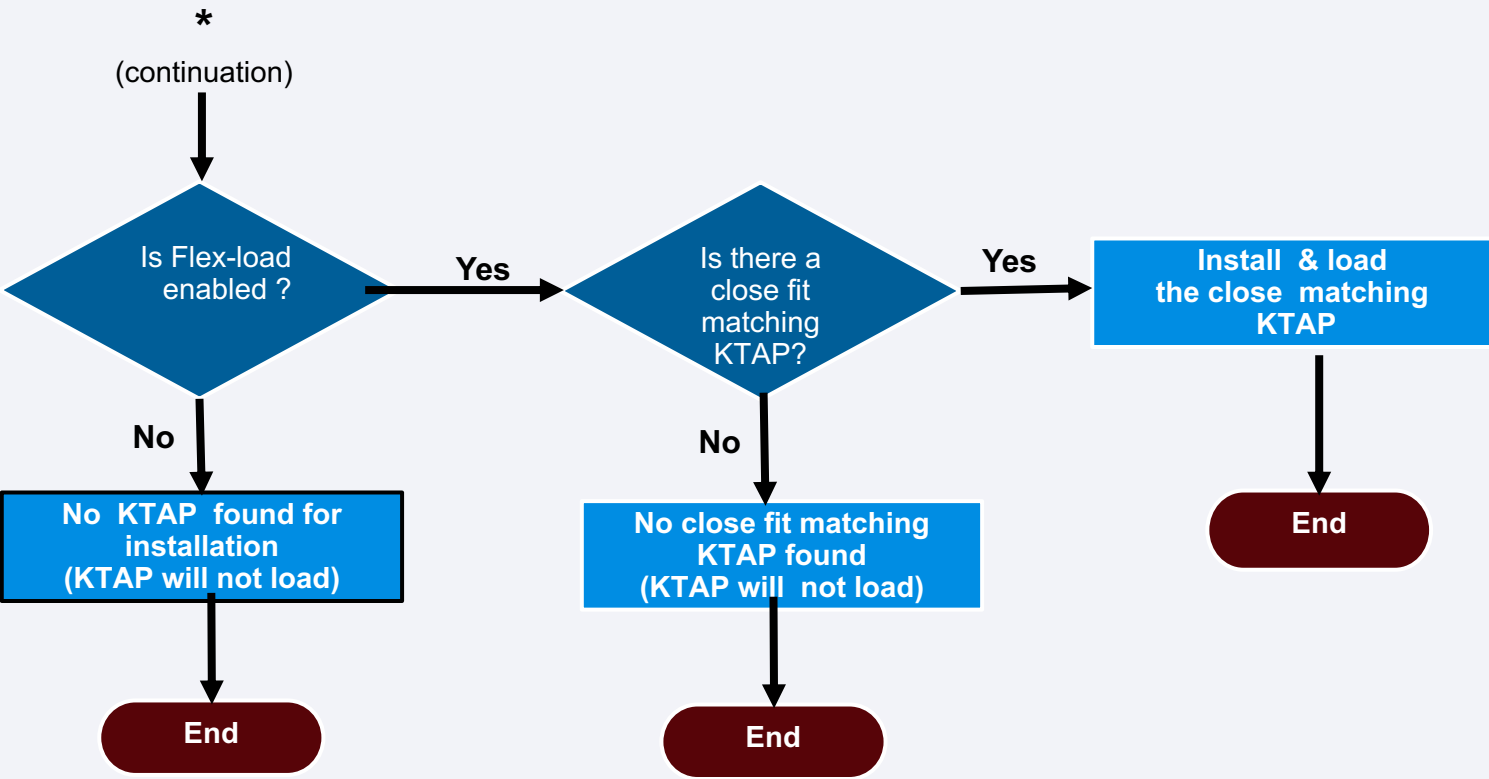 *
(continuation)
Is Flex-load
enabled ?
Yes
Is there a
close fit
matching
KTAP?
Yes
Install & load
the close matching
KTAP
No
No
No KTAP found for
installation
(KTAP will not load)
No close fit matching
KTAP found
(KTAP will not load)
End
End
End